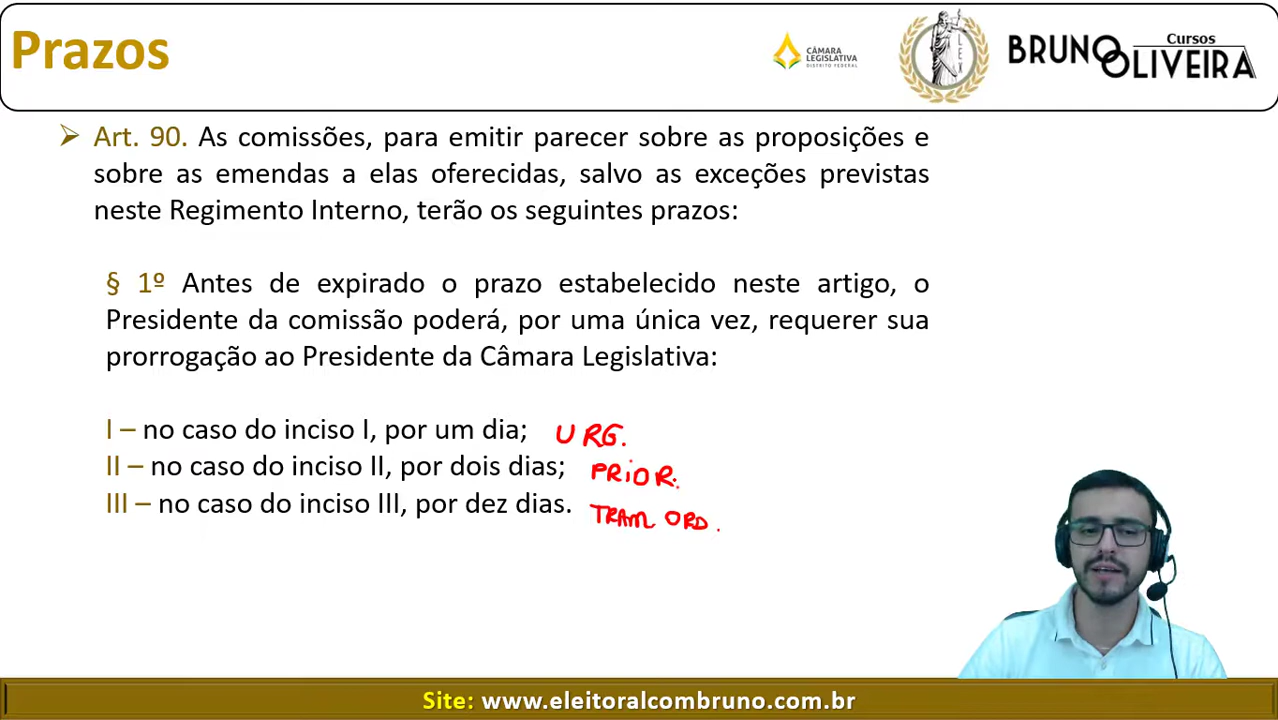 Prazos
CÂMARA
LEGISLATIVA
DISTRITO FEDERAL
LEX
Cursos
BRUNO
OLIVEIRA
➢ Art. 90. As comissões, para emitir parecer sobre as proposições e
sobre as emendas a elas oferecidas, salvo as exceções previstas
neste Regimento Interno, terão os seguintes prazos:
§ 1º Antes de expirado o prazo estabelecido neste artigo, o
Presidente da comissão poderá, por uma única vez, requerer sua
prorrogação ao Presidente da Câmara Legislativa:
I – no caso do inciso I, por um dia; URG.
II – no caso do inciso II, por dois dias; PRIOR.
III – no caso do inciso III, por dez dias. TRAM ORD.
Site: www.eleitoralcombruno.com.br